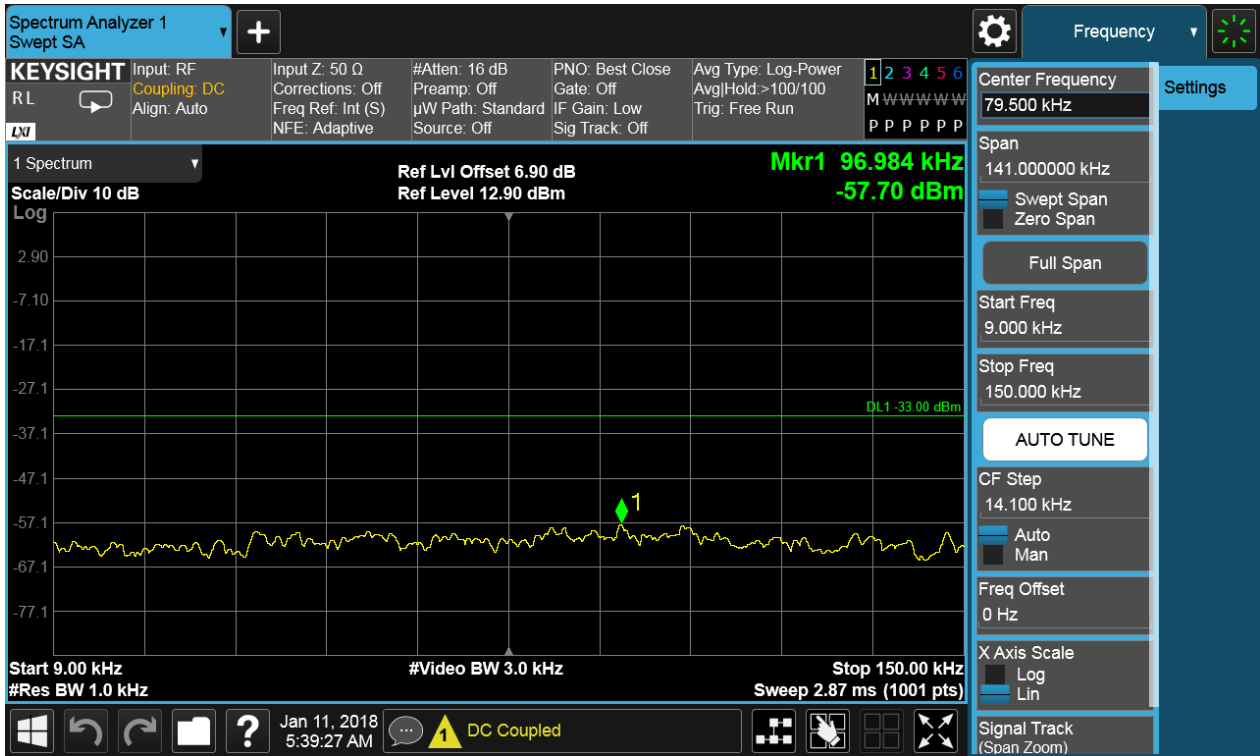 Spectrum Analyzer 1
Swept SA
+
Frequency
KEYSIGHT
RL
LXI
Input: RF
Coupling: DC
Align: Auto
Input Z: 50 Ω
Corrections: Off
Freq Ref: Int (S)
NFE: Adaptive
#Atten: 16 dB
Preamp: Off
µW Path: Standard
Source: Off
PNO: Best Close
Gate: Off
IF Gain: Low
Sig Track: Off
Avg Type: Log-Power
Avg|Hold:>100/100
Trig: Free Run
1 2 3 4 5 6
M W W W W W
P P P P P P
1 Spectrum
Scale/Div 10 dB
Ref Lvl Offset 6.90 dB
Ref Level 12.90 dBm
Mkr1 96.984 kHz
-57.70 dBm
Log
2.90
-7.10
-17.1
-27.1
DL1 -33.00 dBm
-37.1
-47.1
1
-57.1
-67.1
-77.1
Start 9.00 kHz
#Video BW 3.0 kHz
Stop 150.00 kHz
#Res BW 1.0 kHz
Sweep 2.87 ms (1001 pts)
Center Frequency
79.500 kHz
Span
141.000000 kHz
Swept Span
Zero Span
Full Span
Start Freq
9.000 kHz
Stop Freq
150.000 kHz
AUTO TUNE
CF Step
14.100 kHz
Auto
Man
Freq Offset
0 Hz
X Axis Scale
Log
Lin
Signal Track
(Span Zoom)
Settings
?
Jan 11, 2018
5:39:27 AM
1
DC Coupled